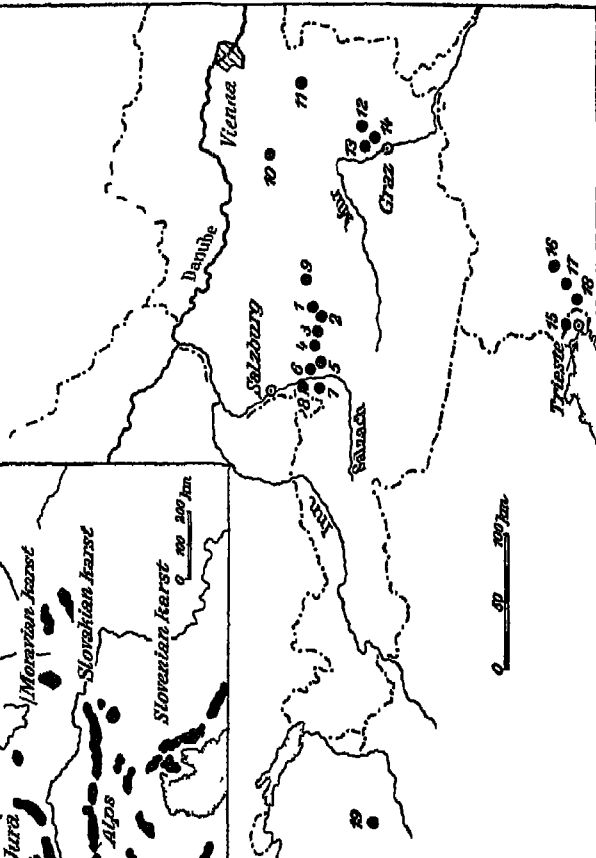 Jura
Moravian karst
Slovakian karst
Alps
Slovenian karst
0 100 200 km
Danube
Vienna
Salzburg
10
11
8
6
4
3
1
9
7
5
2
Inn
Salzach
Mur
13
12
14
Graz
19
0 50 100 km
Trieste
15
16
17
18